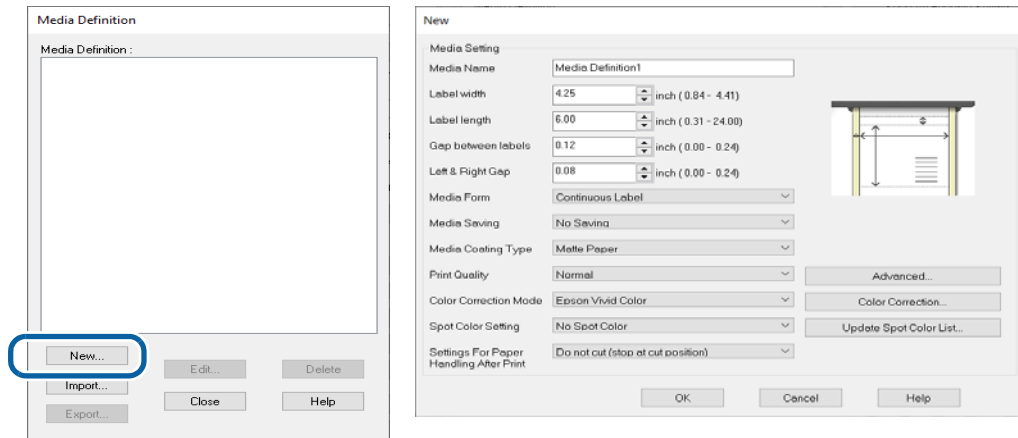 Media Definition
Media Definition :
New...
Edit...
Delete
Import...
Close
Help
Export...
New
Media Setting
Media Name
Media Definition1
Label width
4.25
inch ( 0.84 - 4.41)
Label length
6.00
inch ( 0.31 - 24.00)
Gap between labels
0.12
inch ( 0.00 - 0.24)
Left & Right Gap
0.08
inch ( 0.00 - 0.24)
Media Form
Continuous Label
Media Saving
No Saving
Media Coating Type
Matte Paper
Print Quality
Normal
Advanced...
Color Correction Mode
Epson Vivid Color
Color Correction...
Spot Color Setting
No Spot Color
Update Spot Color List...
Settings For Paper
Handling After Print
Do not cut (stop at cut position)
OK
Cancel
Help